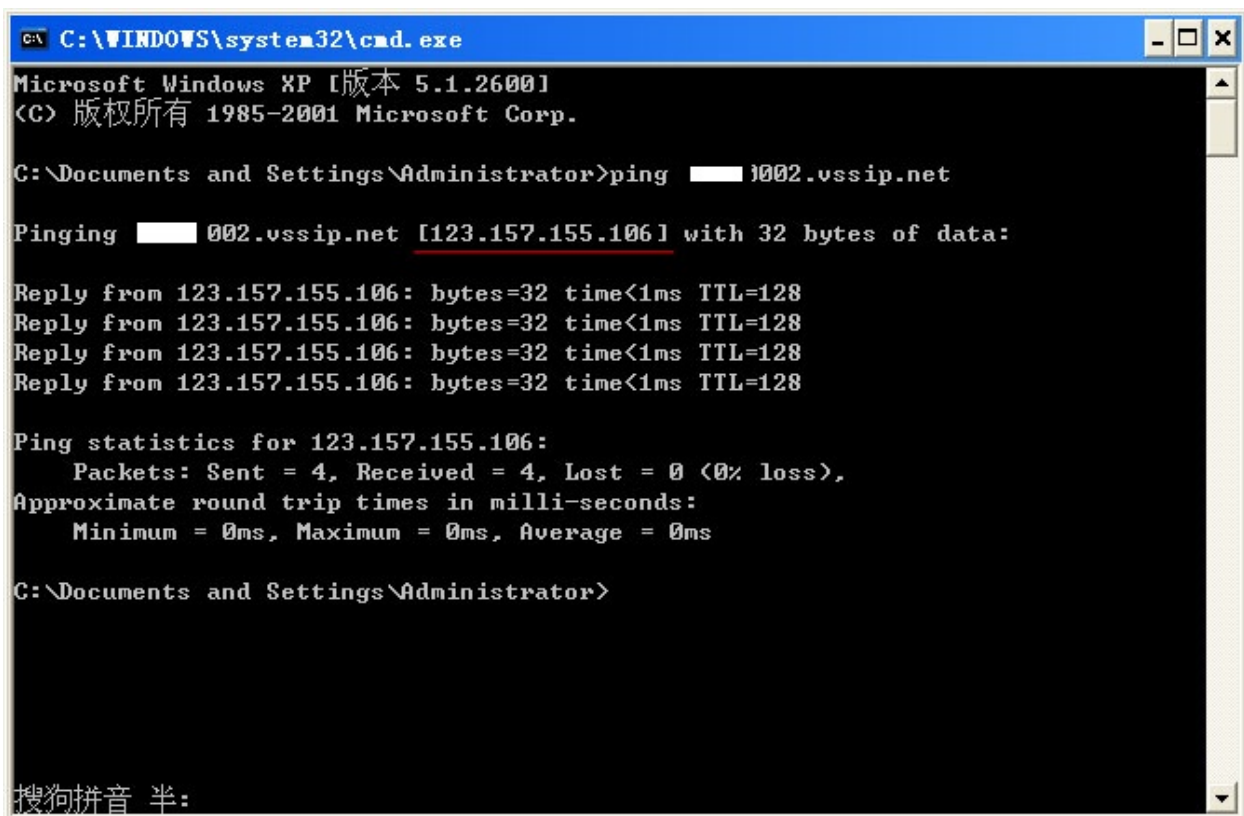 C:\WINDOWS\system32\cmd.exe
Microsoft Windows XP [版本 5.1.2600]
(C) 版权所有 1985-2001 Microsoft Corp.
C:\Documents and Settings\Administrator>ping 0002.vssip.net
Pinging 002.vssip.net [123.157.155.106] with 32 bytes of data:
Reply from 123.157.155.106: bytes=32 time<1ms TTL=128
Reply from 123.157.155.106: bytes=32 time<1ms TTL=128
Reply from 123.157.155.106: bytes=32 time<1ms TTL=128
Reply from 123.157.155.106: bytes=32 time<1ms TTL=128
Ping statistics for 123.157.155.106:
Packets: Sent = 4, Received = 4, Lost = 0 (0% loss),
Approximate round trip times in milli-seconds:
Minimum = 0ms, Maximum = 0ms, Average = 0ms
C:\Documents and Settings\Administrator>
搜狗拼音 半: